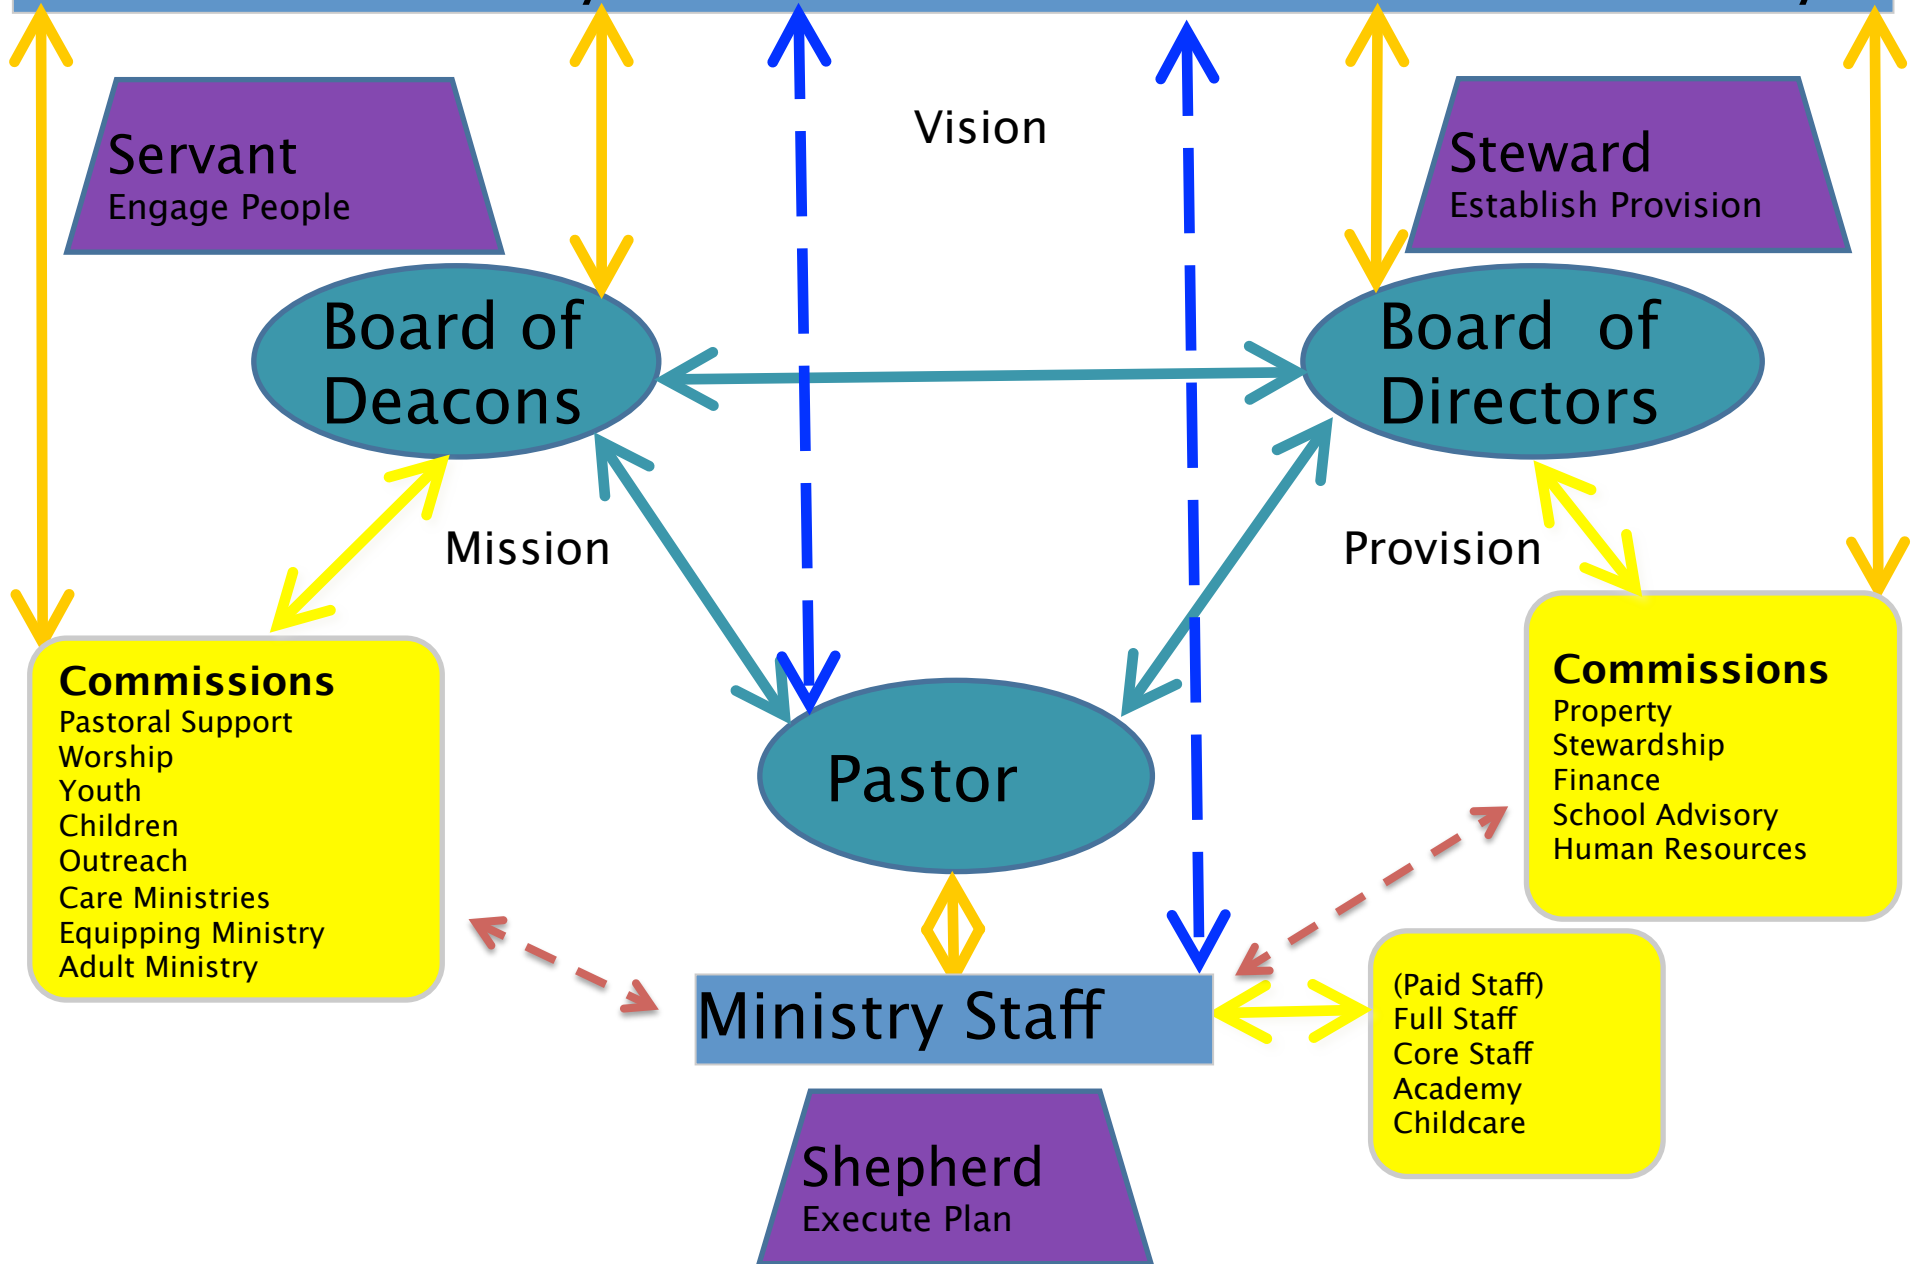 Vision
Servant
Engage People
Steward
Establish Provision
Board of
Deacons
Board of
Directors
Mission
Provision
Commissions
Pastoral Support
Worship
Youth
Children
Outreach
Care Ministries
Equipping Ministry
Adult Ministry
Commissions
Property
Stewardship
Finance
School Advisory
Human Resources
Pastor
Ministry Staff
(Paid Staff)
Full Staff
Core Staff
Academy
Childcare
Shepherd
Execute Plan